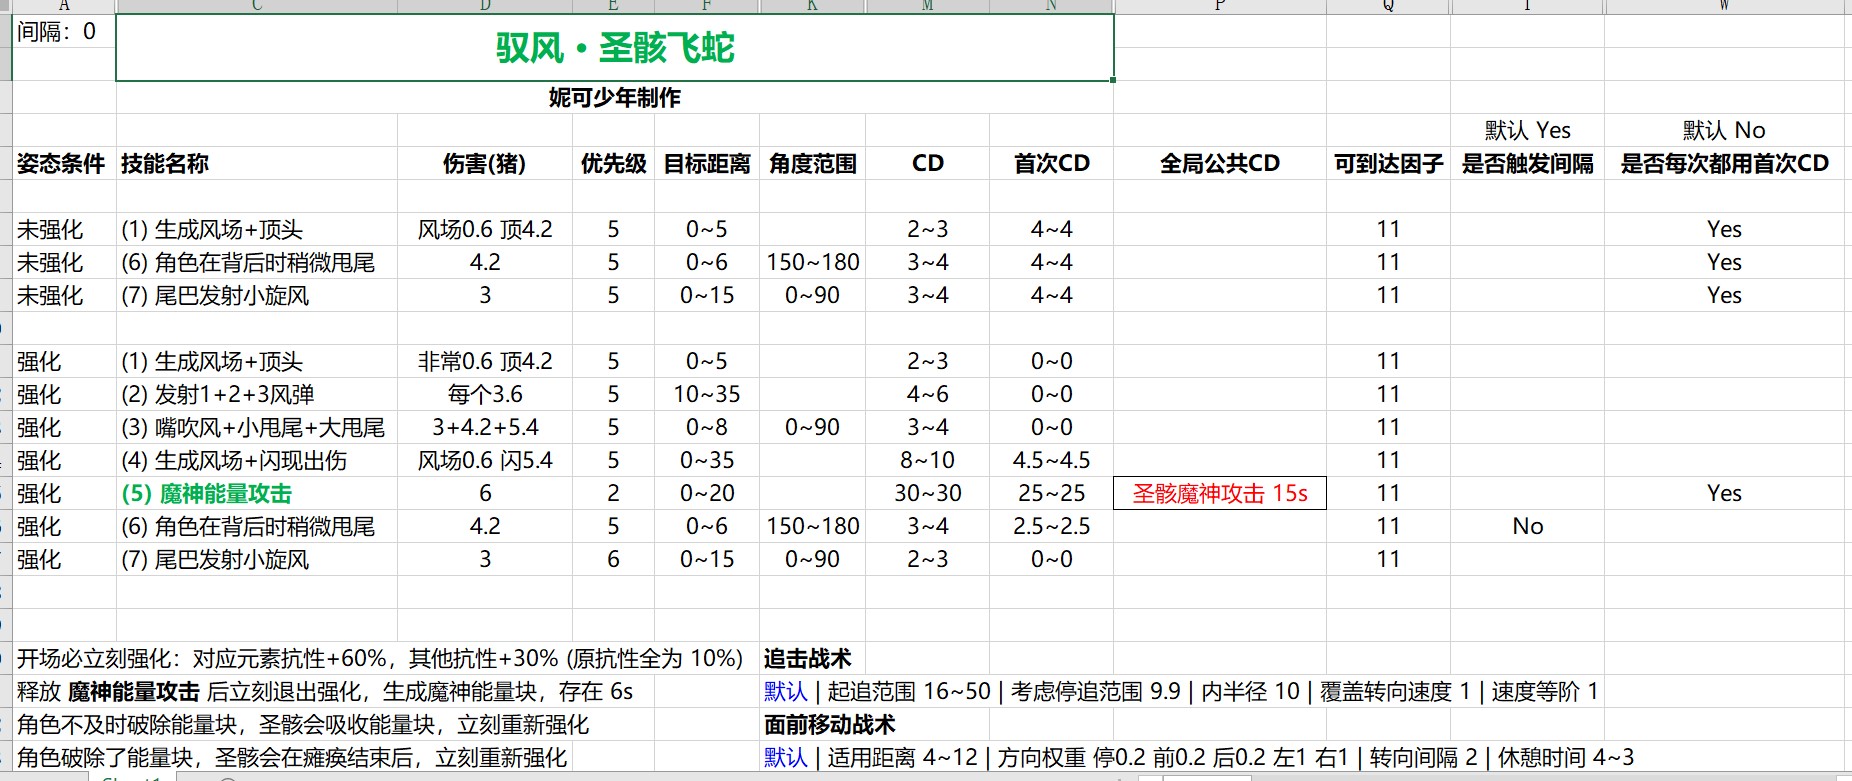 A C D E F K M N P Q T W
间隔：0
驭风·圣骸飞蛇
妮可少年制作
默认 Yes 默认 No
姿态条件 技能名称 伤害(猪) 优先级 目标距离 角度范围 CD 首次CD 全局公共CD 可到达因子 是否触发间隔 是否每次都用首次CD
未强化 (1) 生成风场+顶头 风场0.6 顶4.2 5 0~5 2~3 4~4 11 Yes
未强化 (6) 角色在背后时稍微甩尾 4.2 5 0~6 150~180 3~4 4~4 11 Yes
未强化 (7) 尾巴发射小旋风 3 5 0~15 0~90 3~4 4~4 11 Yes
强化 (1) 生成风场+顶头 非常0.6 顶4.2 5 0~5 2~3 0~0 11
强化 (2) 发射1+2+3风弹 每个3.6 5 10~35 4~6 0~0 11
强化 (3) 嘴吹风+小甩尾+大甩尾 3+4.2+5.4 5 0~8 0~90 3~4 0~0 11
强化 (4) 生成风场+闪现出伤 风场0.6 闪5.4 5 0~35 8~10 4.5~4.5 11
强化 (5) 魔神能量攻击 6 2 0~20 30~30 25~25 圣骸魔神攻击 15s 11 Yes
强化 (6) 角色在背后时稍微甩尾 4.2 5 0~6 150~180 3~4 2.5~2.5 11 No
强化 (7) 尾巴发射小旋风 3 6 0~15 0~90 2~3 0~0 11
开场必立刻强化：对应元素抗性+60%，其他抗性+30% (原抗性全为 10%) 追击战术
释放 魔神能量攻击 后立刻退出强化，生成魔神能量块，存在 6s 默认 | 起追范围 16~50 | 考虑停追范围 9.9 | 内半径 10 | 覆盖转向速度 1 | 速度等阶 1
角色不及时破除能量块，圣骸会吸收能量块，立刻重新强化 面前移动战术
角色破除了能量块，圣骸会在瘫痪结束后，立刻重新强化 默认 | 适用距离 4~12 | 方向权重 停0.2 前0.2 后0.2 左1 右1 | 转向间隔 2 | 休憩时间 4~3